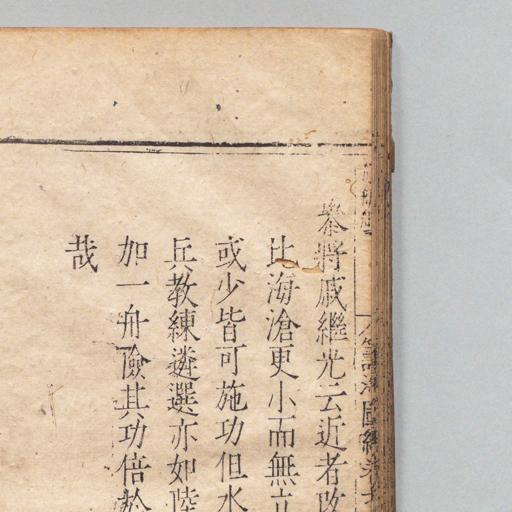 叅將戚繼光云近者改
比海滄更小而無立
或少皆可施功但水
兵教練遴選亦如陸
加一舟險其功倍於
哉